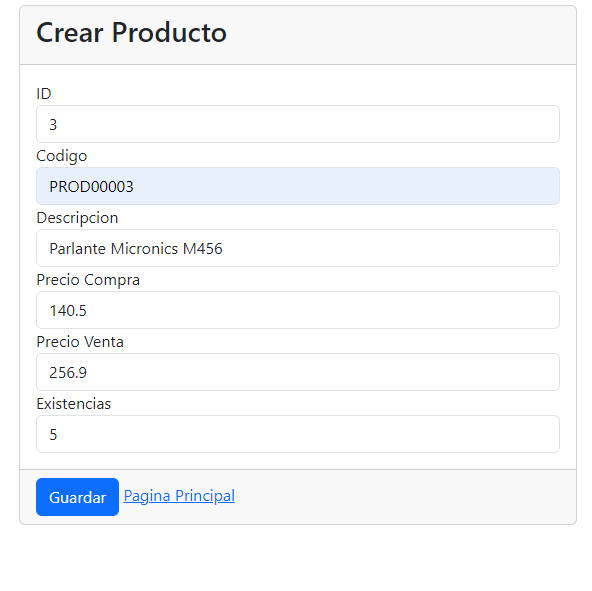 Crear Producto
ID
3
Codigo
PROD00003
Descripcion
Parlante Micronics M456
Precio Compra
140.5
Precio Venta
256.9
Existencias
5
Guardar Pagina Principal